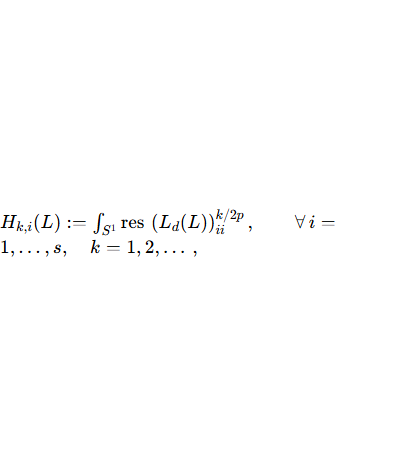 H_{k,i}(L) := ∫_{S^1} res (L_d(L))_{ii}^{k/2p} ,  ∀ i =
1, … , s,  k = 1, 2, … ,